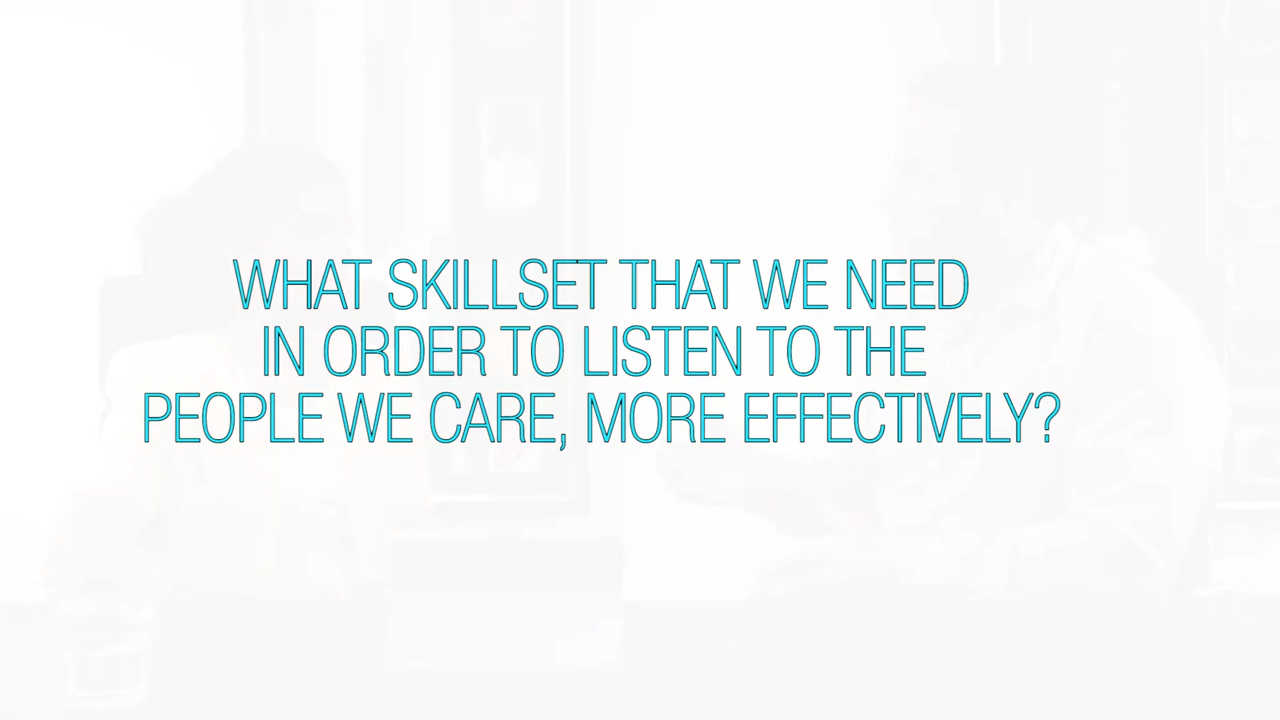 WHAT SKILLSET THAT WE NEED
IN ORDER TO LISTEN TO THE
PEOPLE WE CARE, MORE EFFECTIVELY?